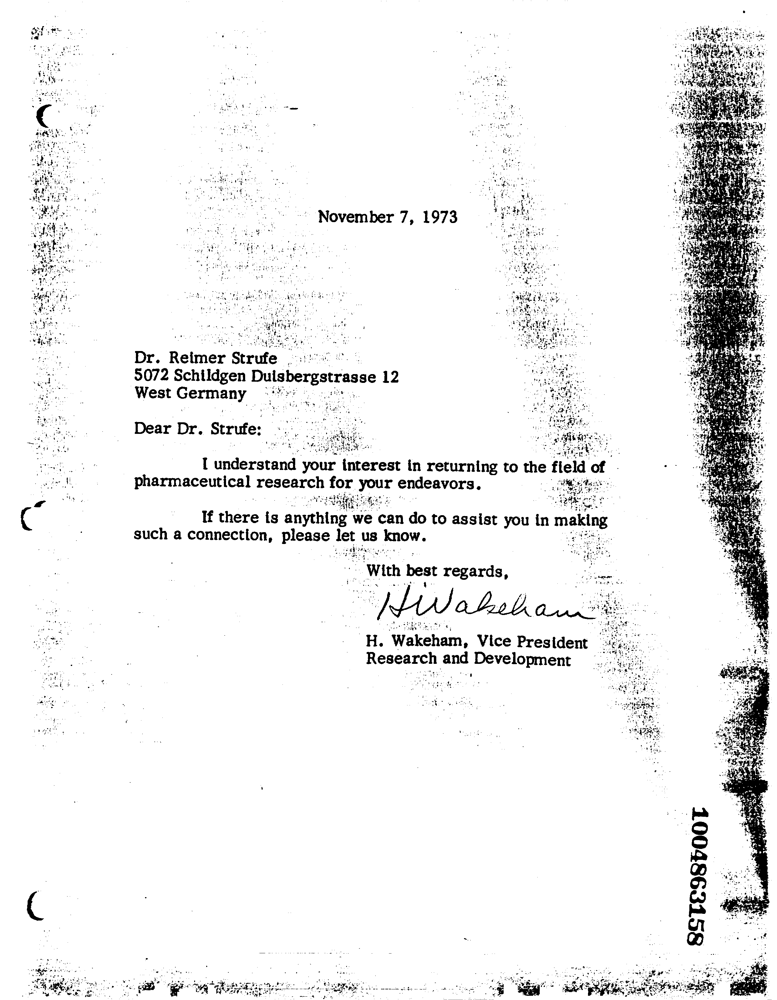 November 7, 1973
Dr. Reimer Strufe
5072 Schildgen Duisbergstrasse 12
West Germany
Dear Dr. Strufe:
I understand your interest in returning to the field of
pharmaceutical research for your endeavors.
If there is anything we can do to assist you in making
such a connection, please let us know.
With best regards,
HWakeham
H. Wakeham, Vice President
Research and Development
1004863158